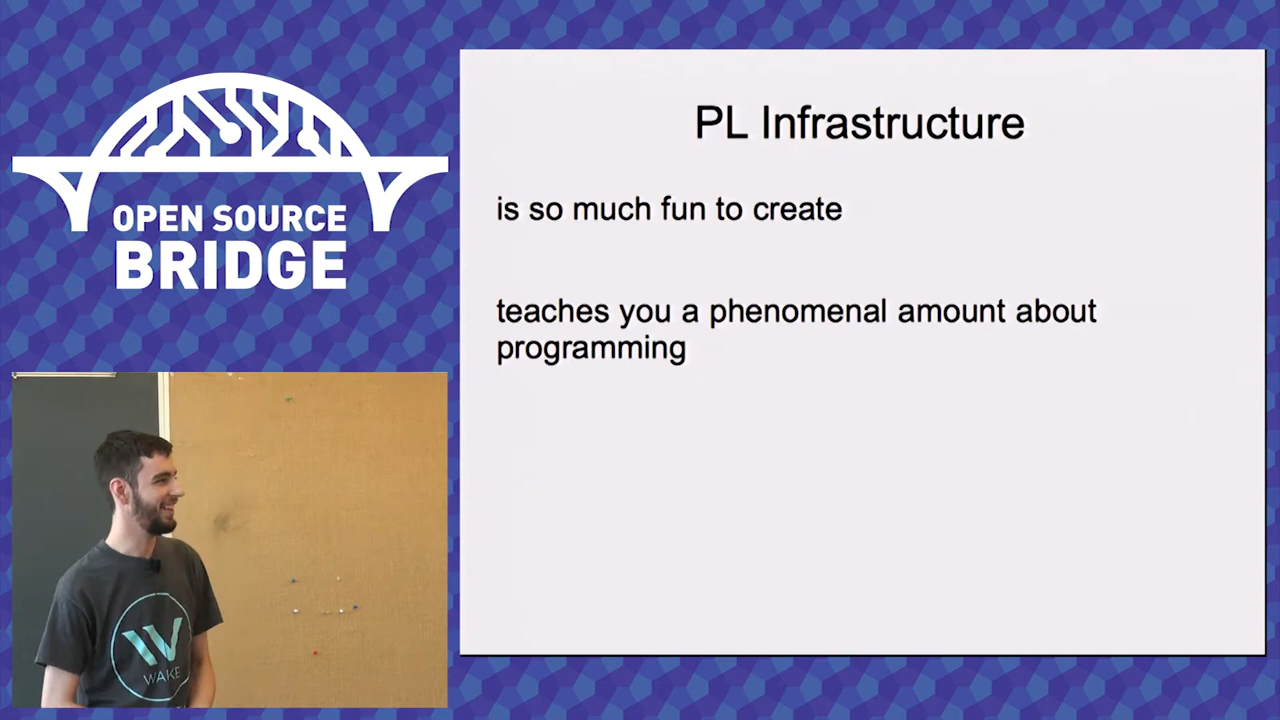 OPEN SOURCE
BRIDGE
PL Infrastructure
is so much fun to create
teaches you a phenomenal amount about
programming
W
WAKE